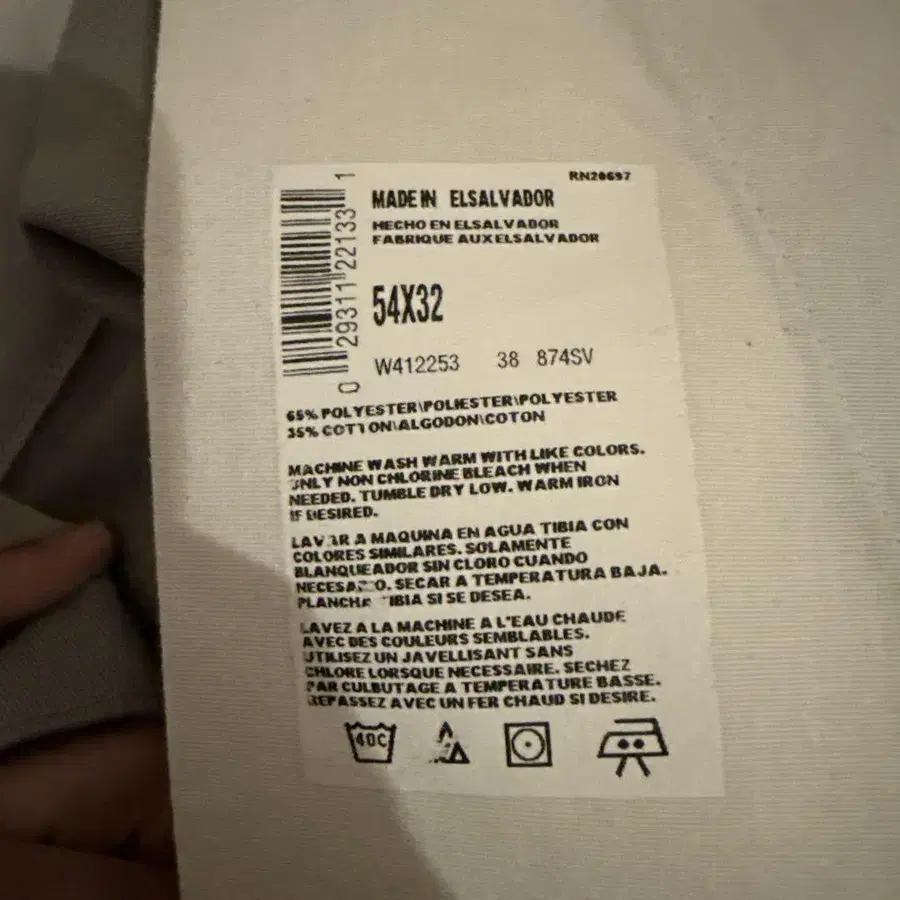 RN20697
MADE IN ELSALVADOR
HECHO EN ELSALVADOR
FABRIQUE AUXELSALVADOR
0 29311 22133 1
54X32
W412253 38 874SV
65% POLYESTER\POLIESTER\POLYESTER
35% COTTON\ALGODON\COTON
MACHINE WASH WARM WITH LIKE COLORS.
ONLY NON CHLORINE BLEACH WHEN
NEEDED. TUMBLE DRY LOW. WARM IRON
IF DESIRED.
LAVAR A MAQUINA EN AGUA TIBIA CON
COLORES SIMILARES. SOLAMENTE
BLANQUEADOR SIN CLORO CUANDO
SECAR A TEMPERATURA BAJA.
PLANCHA TIBIA SI SE DESEA.
LAVEZ A LA MACHINE A L'EAU CHAUDE
AVEC DES COULEURS SEMBLABLES.
UTILISEZ UN JAVELLISANT SANS
CHLORE LORSQUE NECESSAIRE. SECHEZ
PAR CULBUTAGE A TEMPERATURE BASSE.
REPASSEZ AVEC UN FER CHAUD SI DESIRE.
40C